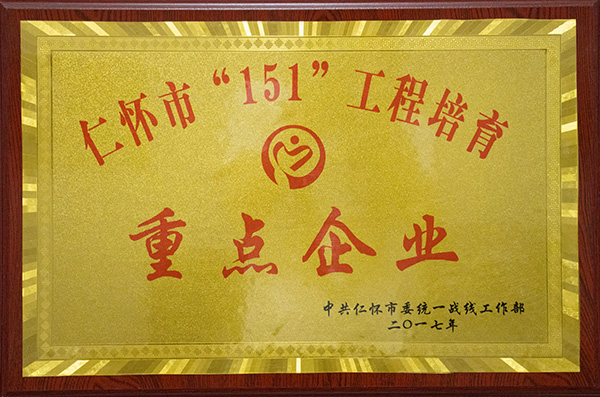 仁怀市“151”工程培育
重点企业
中共仁怀市委统一战线工作部
二〇一七年